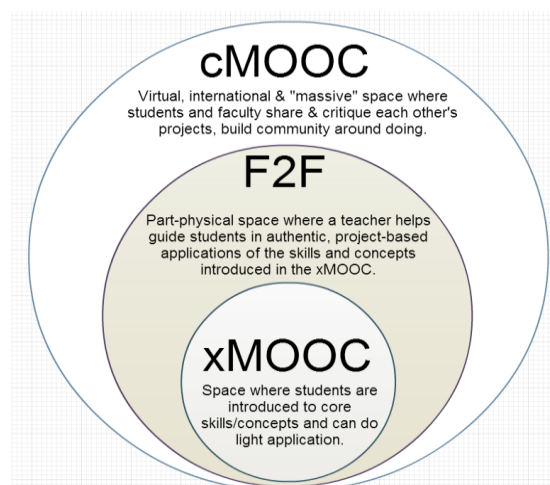 cMOOC
Virtual, international & "massive" space where
students and faculty share & critique each other's
projects, build community around doing.
F2F
Part-physical space where a teacher helps
guide students in authentic, project-based
applications of the skills and concepts
introduced in the xMOOC.
xMOOC
Space where students are
introduced to core
skills/concepts and can do
light application.